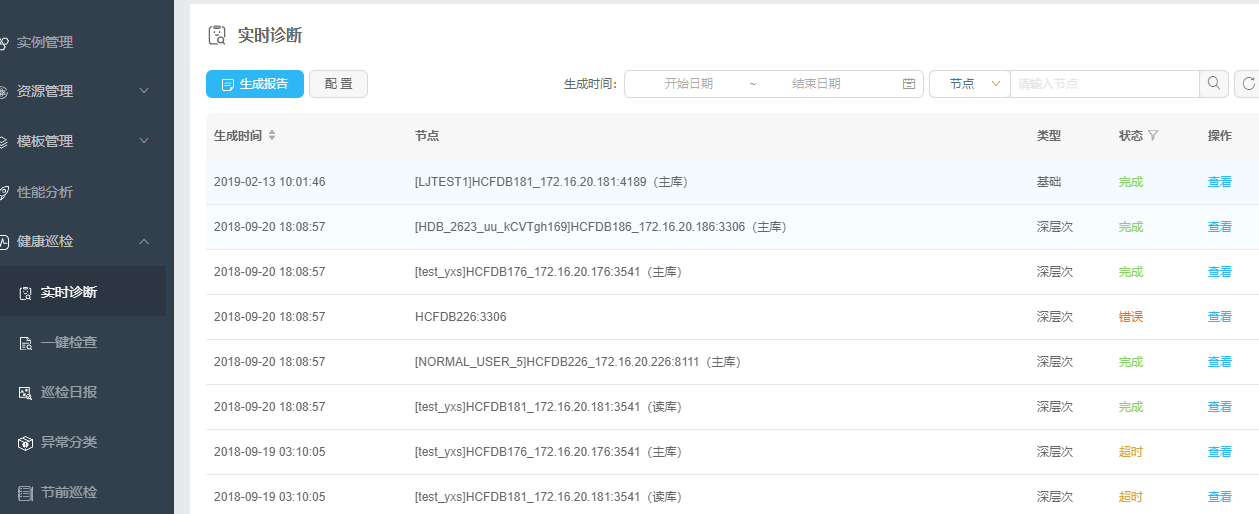 实例管理
资源管理
模板管理
性能分析
健康巡检
实时诊断
一键检查
巡检日报
异常分类
节前巡检
实时诊断
生成报告 配 置 生成时间: 开始日期 ~ 结束日期 节点 请输入节点
生成时间 节点 类型 状态 操作
2019-02-13 10:01:46 [LJTEST1]HCFDB181_172.16.20.181:4189（主库） 基础 完成 查看
2018-09-20 18:08:57 [HDB_2623_uu_kCVTgh169]HCFDB186_172.16.20.186:3306（主库） 深层次 完成 查看
2018-09-20 18:08:57 [test_yxs]HCFDB176_172.16.20.176:3541（主库） 深层次 完成 查看
2018-09-20 18:08:57 HCFDB226:3306 深层次 错误 查看
2018-09-20 18:08:57 [NORMAL_USER_5]HCFDB226_172.16.20.226:8111（主库） 深层次 完成 查看
2018-09-20 18:08:57 [test_yxs]HCFDB181_172.16.20.181:3541（读库） 深层次 完成 查看
2018-09-19 03:10:05 [test_yxs]HCFDB176_172.16.20.176:3541（主库） 深层次 超时 查看
2018-09-19 03:10:05 [test_yxs]HCFDB181_172.16.20.181:3541（读库） 深层次 超时 查看